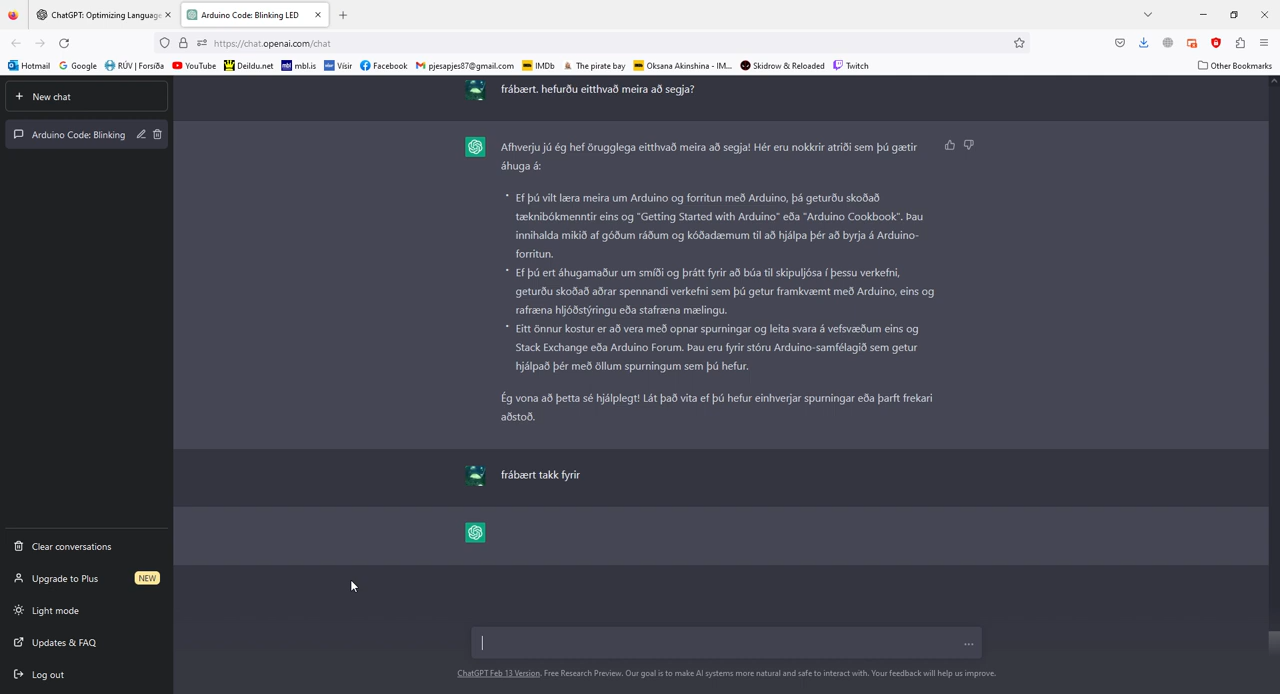 ChatGPT: Optimizing Language
Arduino Code: Blinking LED
https://chat.openai.com/chat
Hotmail
Google
RÚV | Forsíða
YouTube
Deildu.net
mbl.is
Vísir
Facebook
pjesapjes87@gmail.com
IMDb
The pirate bay
Oksana Akinshina - IM...
Skidrow & Reloaded
Twitch
Other Bookmarks
New chat
Arduino Code: Blinking
frábært. hefurðu eitthvað meira að segja?
Afhverju jú ég hef örugglega eitthvað meira að segja! Hér eru nokkrir atriði sem þú gætir
áhuga á:
• Ef þú vilt læra meira um Arduino og forritun með Arduino, þá geturðu skoðað
tæknibókmenntir eins og "Getting Started with Arduino" eða "Arduino Cookbook". Þau
innihalda mikið af góðum ráðum og kóðadæmum til að hjálpa þér að byrja á Arduino-
forritun.
• Ef þú ert áhugamaður um smíði og þrátt fyrir að búa til skipuljósa í þessu verkefni,
geturðu skoðað aðrar spennandi verkefni sem þú getur framkvæmt með Arduino, eins og
rafræna hljóðstýringu eða stafræna mælingu.
• Eitt önnur kostur er að vera með opnar spurningar og leita svara á vefsvæðum eins og
Stack Exchange eða Arduino Forum. Þau eru fyrir stóru Arduino-samfélagið sem getur
hjálpað þér með öllum spurningum sem þú hefur.
Ég vona að þetta sé hjálplegt! Lát það vita ef þú hefur einhverjar spurningar eða þarft frekari
aðstoð.
frábært takk fyrir
Clear conversations
Upgrade to Plus
NEW
Light mode
Updates & FAQ
Log out
ChatGPT Feb 13 Version. Free Research Preview. Our goal is to make AI systems more natural and safe to interact with. Your feedback will help us improve.